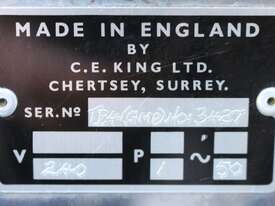 MADE IN ENGLAND
BY
C.E. KING LTD.
CHERTSEY, SURREY.
SER.Nº
V P ~
240 1 50